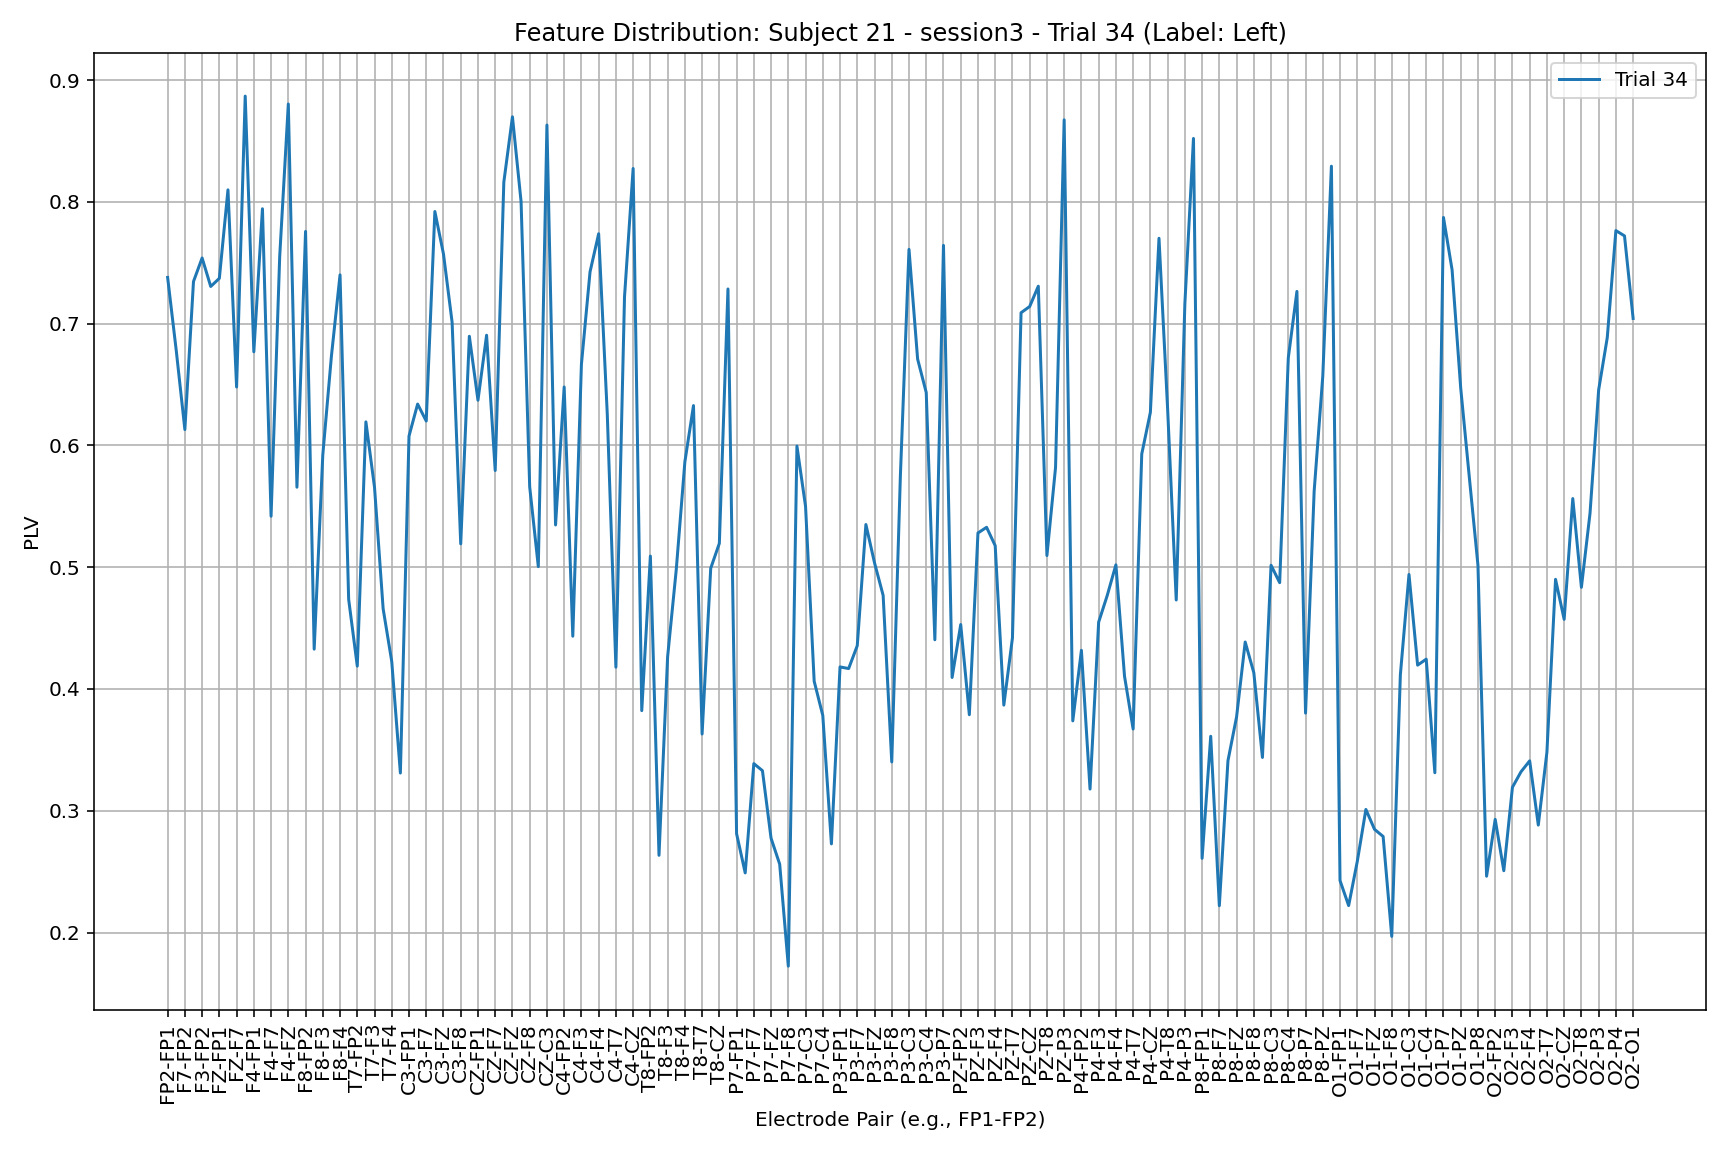 Feature Distribution: Subject 21 - session3 - Trial 34 (Label: Left)
Trial 34
PLV
0.9
0.8
0.7
0.6
0.5
0.4
0.3
0.2
FP2-FP1
F7-FP2
F3-FP2
FZ-FP1
FZ-F7
F4-FP1
F4-F7
F4-FZ
F8-FP2
F8-F3
F8-F4
T7-FP2
T7-F3
T7-F4
C3-FP1
C3-F7
C3-FZ
C3-F8
CZ-FP1
CZ-F7
CZ-FZ
CZ-F8
CZ-C3
C4-FP2
C4-F3
C4-F4
C4-T7
C4-CZ
T8-FP2
T8-F3
T8-F4
T8-T7
T8-CZ
P7-FP1
P7-F7
P7-FZ
P7-F8
P7-C3
P7-C4
P3-FP1
P3-F7
P3-FZ
P3-F8
P3-C3
P3-C4
P3-P7
PZ-FP2
PZ-F3
PZ-F4
PZ-T7
PZ-CZ
PZ-T8
PZ-P3
P4-FP2
P4-F3
P4-F4
P4-T7
P4-CZ
P4-T8
P4-P3
P8-FP1
P8-F7
P8-FZ
P8-F8
P8-C3
P8-C4
P8-P7
P8-PZ
O1-FP1
O1-F7
O1-FZ
O1-F8
O1-C3
O1-C4
O1-P7
O1-PZ
O1-P8
O2-FP2
O2-F3
O2-F4
O2-T7
O2-CZ
O2-T8
O2-P3
O2-P4
O2-O1
Electrode Pair (e.g., FP1-FP2)